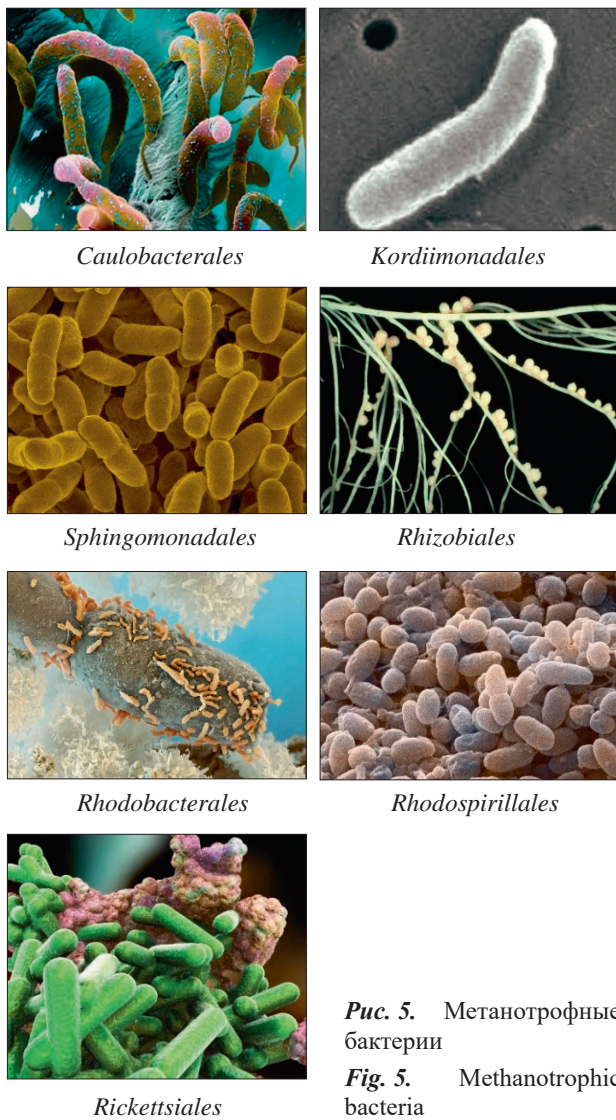 Caulobacterales
Kordiimonadales
Sphingomonadales
Rhizobiales
Rhodobacterales
Rhodospirillales
Rickettsiales
Рис. 5. Метанотрофные
бактерии
Fig. 5. Methanotrophic
bacteria